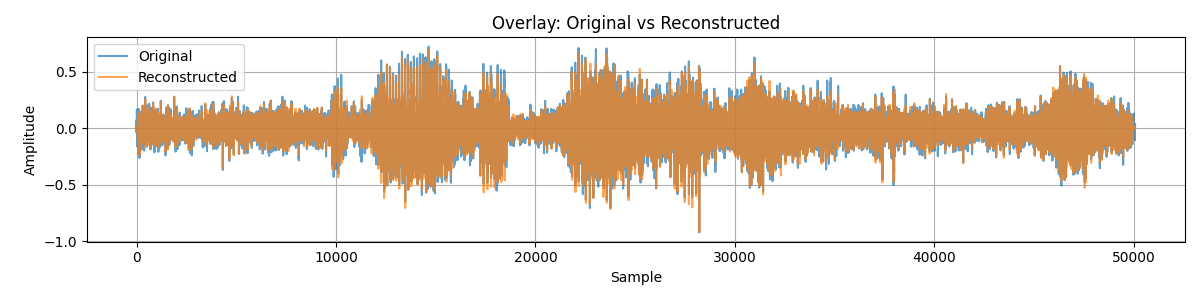 Overlay: Original vs Reconstructed
Original
Reconstructed
Amplitude
0.5
0.0
−0.5
−1.0
0 10000 20000 30000 40000 50000
Sample